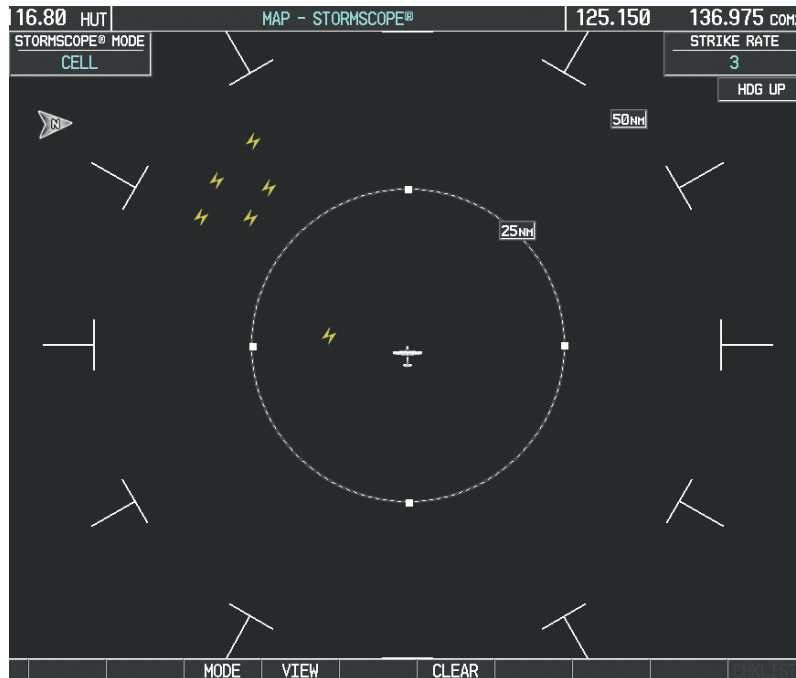 16.80 HUT
MAP - STORMSCOPE®
125.150 136.975 COM
STORMSCOPE® MODE
CELL
STRIKE RATE
3
HDG UP
N
50NM
25NM
MODE VIEW CLEAR CHKLIST